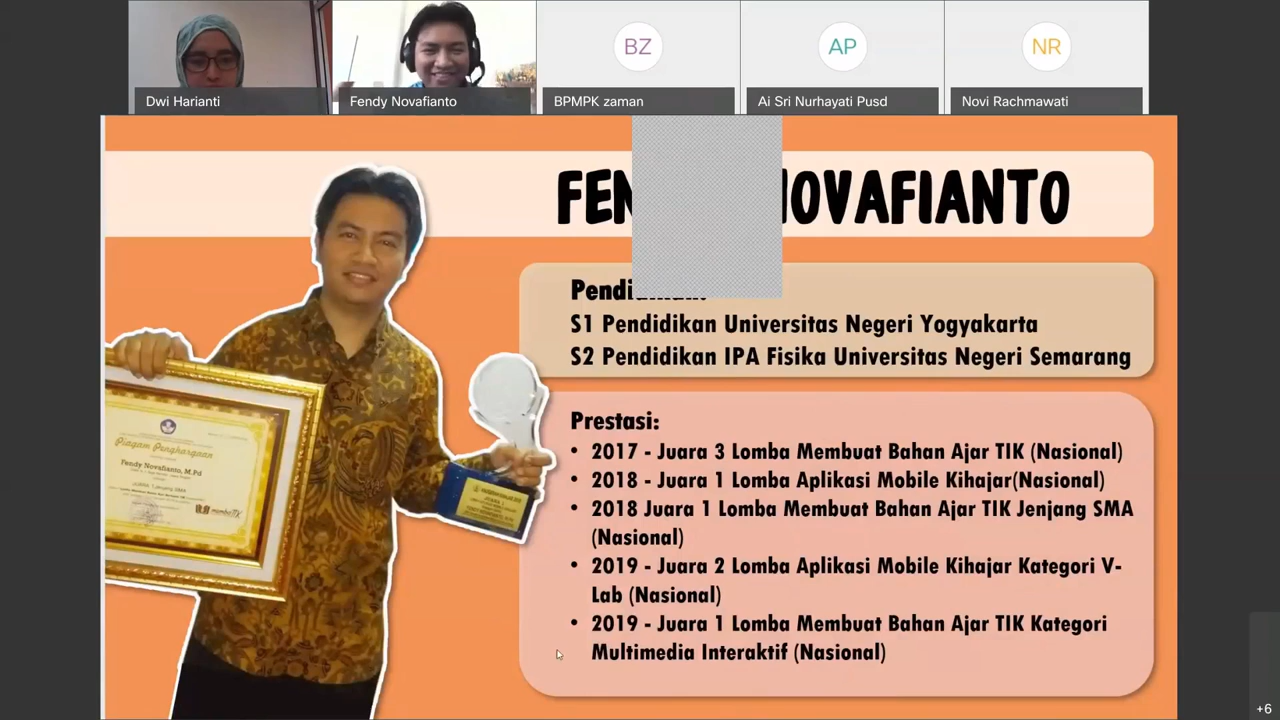 Dwi Harianti
Fendy Novafianto
BZ
BPMPK zaman
AP
Ai Sri Nurhayati Pusd
NR
Novi Rachmawati
NOVAFIANTO
S1 Pendidikan Universitas Negeri Yogyakarta
S2 Pendidikan IPA Fisika Universitas Negeri Semarang
Prestasi:
• 2017 - Juara 3 Lomba Membuat Bahan Ajar TIK (Nasional)
• 2018 - Juara 1 Lomba Aplikasi Mobile Kihajar(Nasional)
• 2018 Juara 1 Lomba Membuat Bahan Ajar TIK Jenjang SMA
(Nasional)
• 2019 - Juara 2 Lomba Aplikasi Mobile Kihajar Kategori V-
Lab (Nasional)
• 2019 - Juara 1 Lomba Membuat Bahan Ajar TIK Kategori
Multimedia Interaktif (Nasional)
Piagam Penghargaan
Fendy Novafianto, M.Pd
JUARA 1
+6